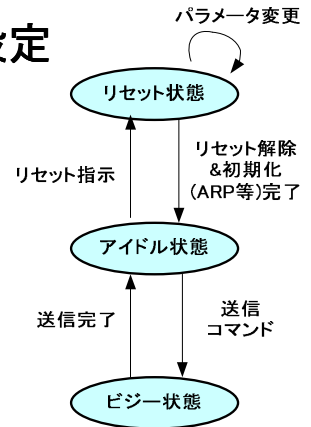 パラメータ変更
設定
リセット状態
リセット解除
&初期化
(ARP等)完了
リセット指示
アイドル状態
送信完了
送信
コマンド
ビジー状態